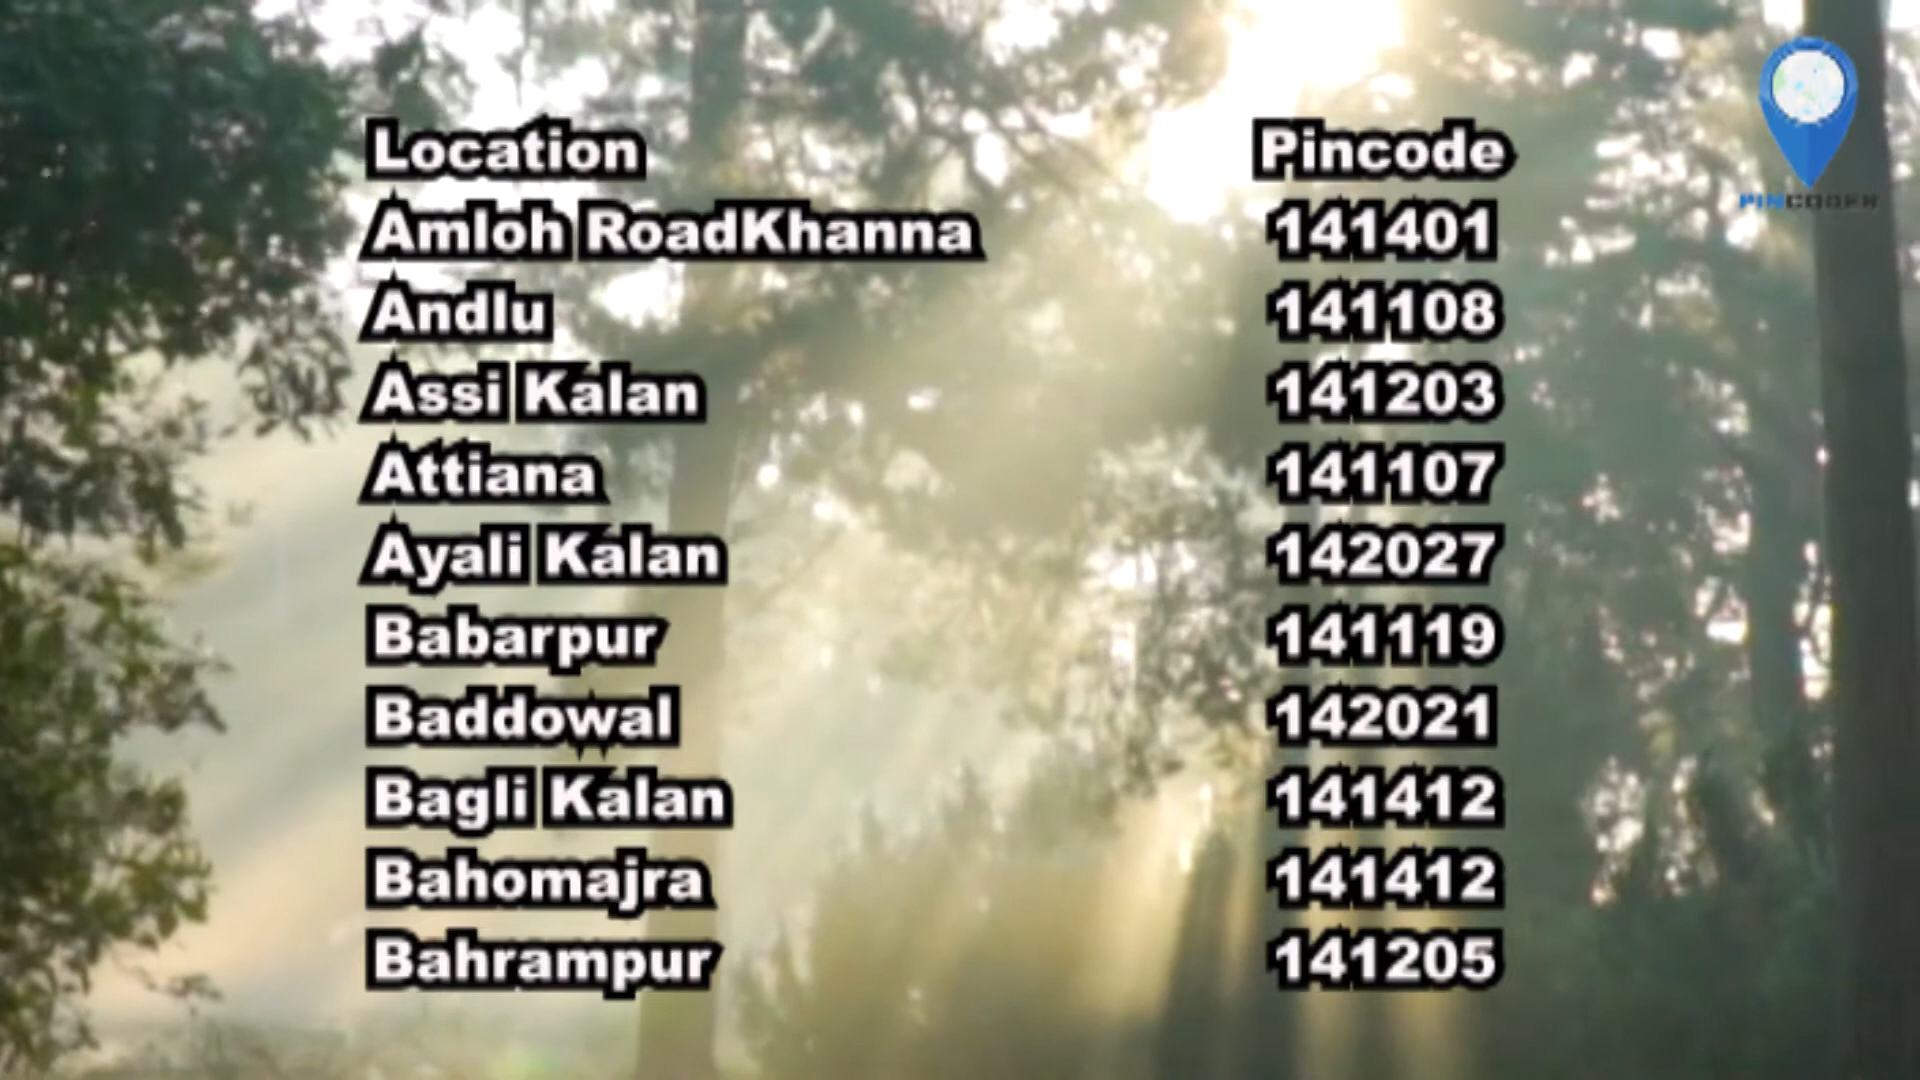 Location Pincode
Amloh RoadKhanna 141401
Andlu 141108
Assi Kalan 141203
Attiana 141107
Ayali Kalan 142027
Babarpur 141119
Baddowal 142021
Bagli Kalan 141412
Bahomajra 141412
Bahrampur 141205